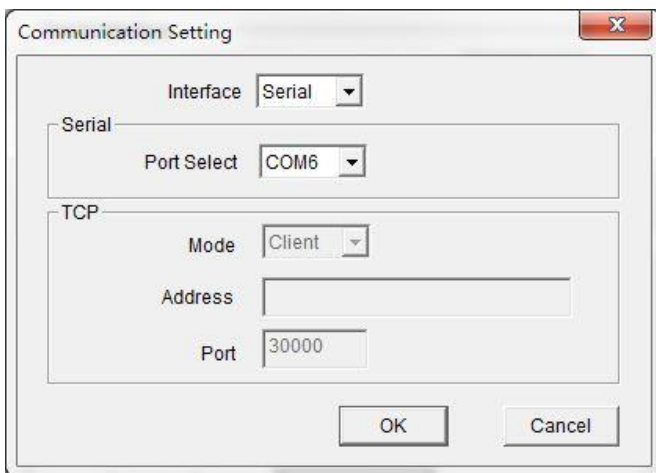 Communication Setting
Interface Serial
Serial
Port Select COM6
TCP
Mode Client
Address
Port 30000
OK Cancel